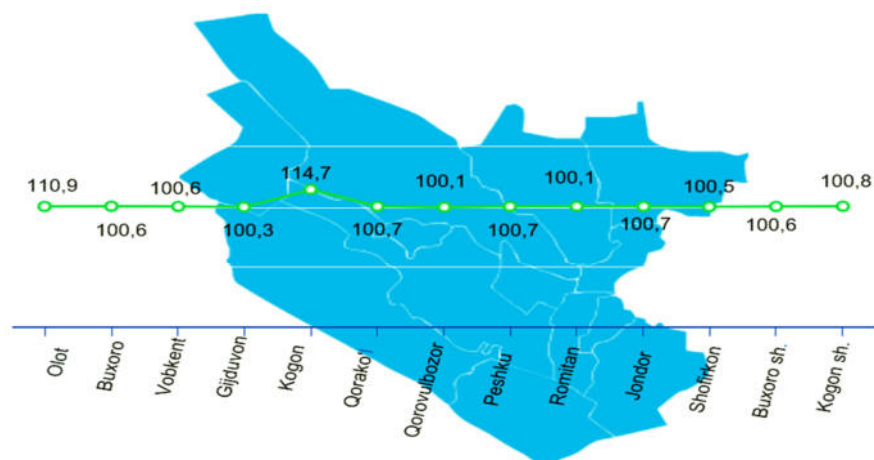 110,9
100,6
100,6
100,3
114,7
100,7
100,1
100,7
100,1
100,7
100,5
100,6
100,8
Olot
Buxoro
Vobkent
Gijduvon
Kogon
Qorako'l
Qorovulbozor
Peshku
Romitan
Jondor
Shofirkon
Buxoro sh.
Kogon sh.